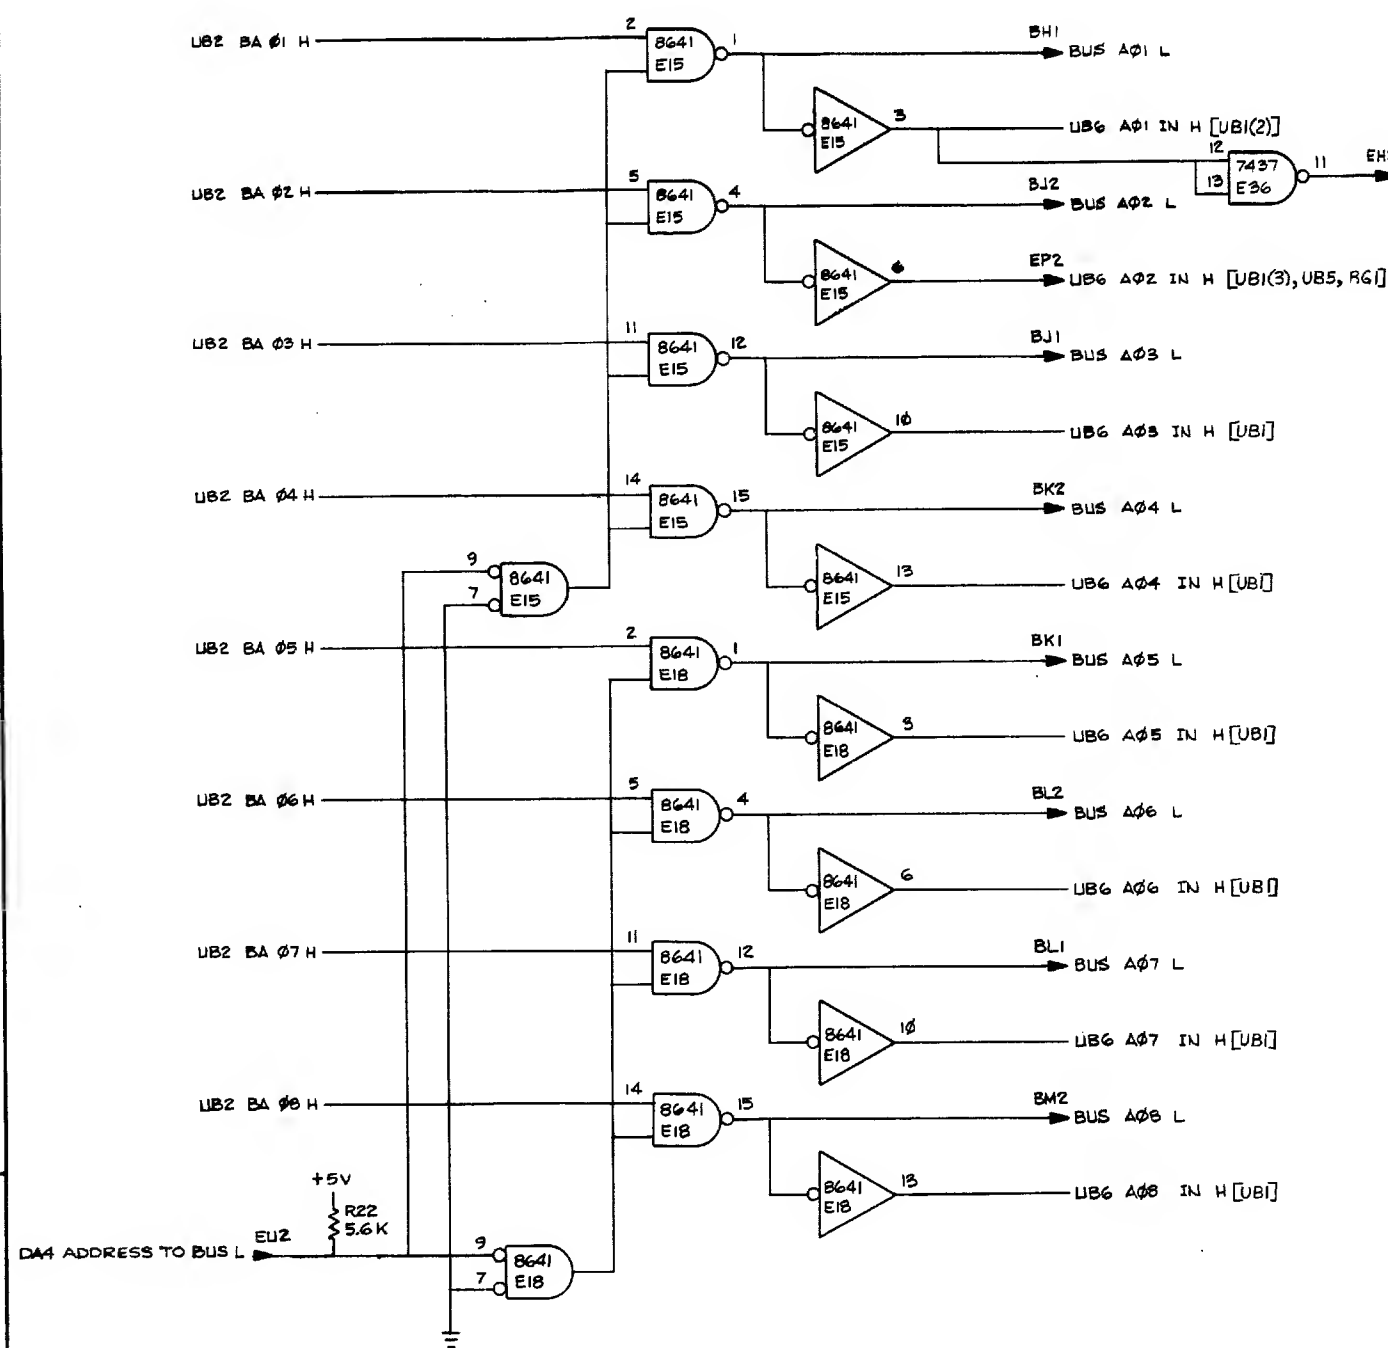 UB2 BA Ø1 H
2
8641
E15
1
BH1
BUS AØ1 L
8641
E15
3
UB6 AØ1 IN H [UB1(2)]
12
13
7437
E36
11
UB2 BA Ø2 H
5
8641
E15
4
BJ2
BUS AØ2 L
8641
E15
6
EP2
UB6 AØ2 IN H [UB1(3), UB5, RG1]
UB2 BA Ø3 H
11
8641
E15
12
BJ1
BUS AØ3 L
8641
E15
1Ø
UB6 AØ3 IN H [UB1]
UB2 BA Ø4 H
14
8641
E15
15
BK2
BUS AØ4 L
9
7
8641
E15
8641
E15
13
UB6 AØ4 IN H [UB1]
UB2 BA Ø5 H
2
8641
E18
1
BK1
BUS AØ5 L
8641
E18
3
UB6 AØ5 IN H [UB1]
UB2 BA Ø6 H
5
8641
E18
4
BL2
BUS AØ6 L
8641
E18
6
UB6 AØ6 IN H [UB1]
UB2 BA Ø7 H
11
8641
E18
12
BL1
BUS AØ7 L
8641
E18
1Ø
UB6 AØ7 IN H [UB1]
UB2 BA Ø8 H
14
8641
E18
15
BM2
BUS AØ8 L
8641
E18
13
UB6 AØ8 IN H [UB1]
+5V
R22
5.6K
DA4 ADDRESS TO BUS L
EU2
9
7
8641
E18